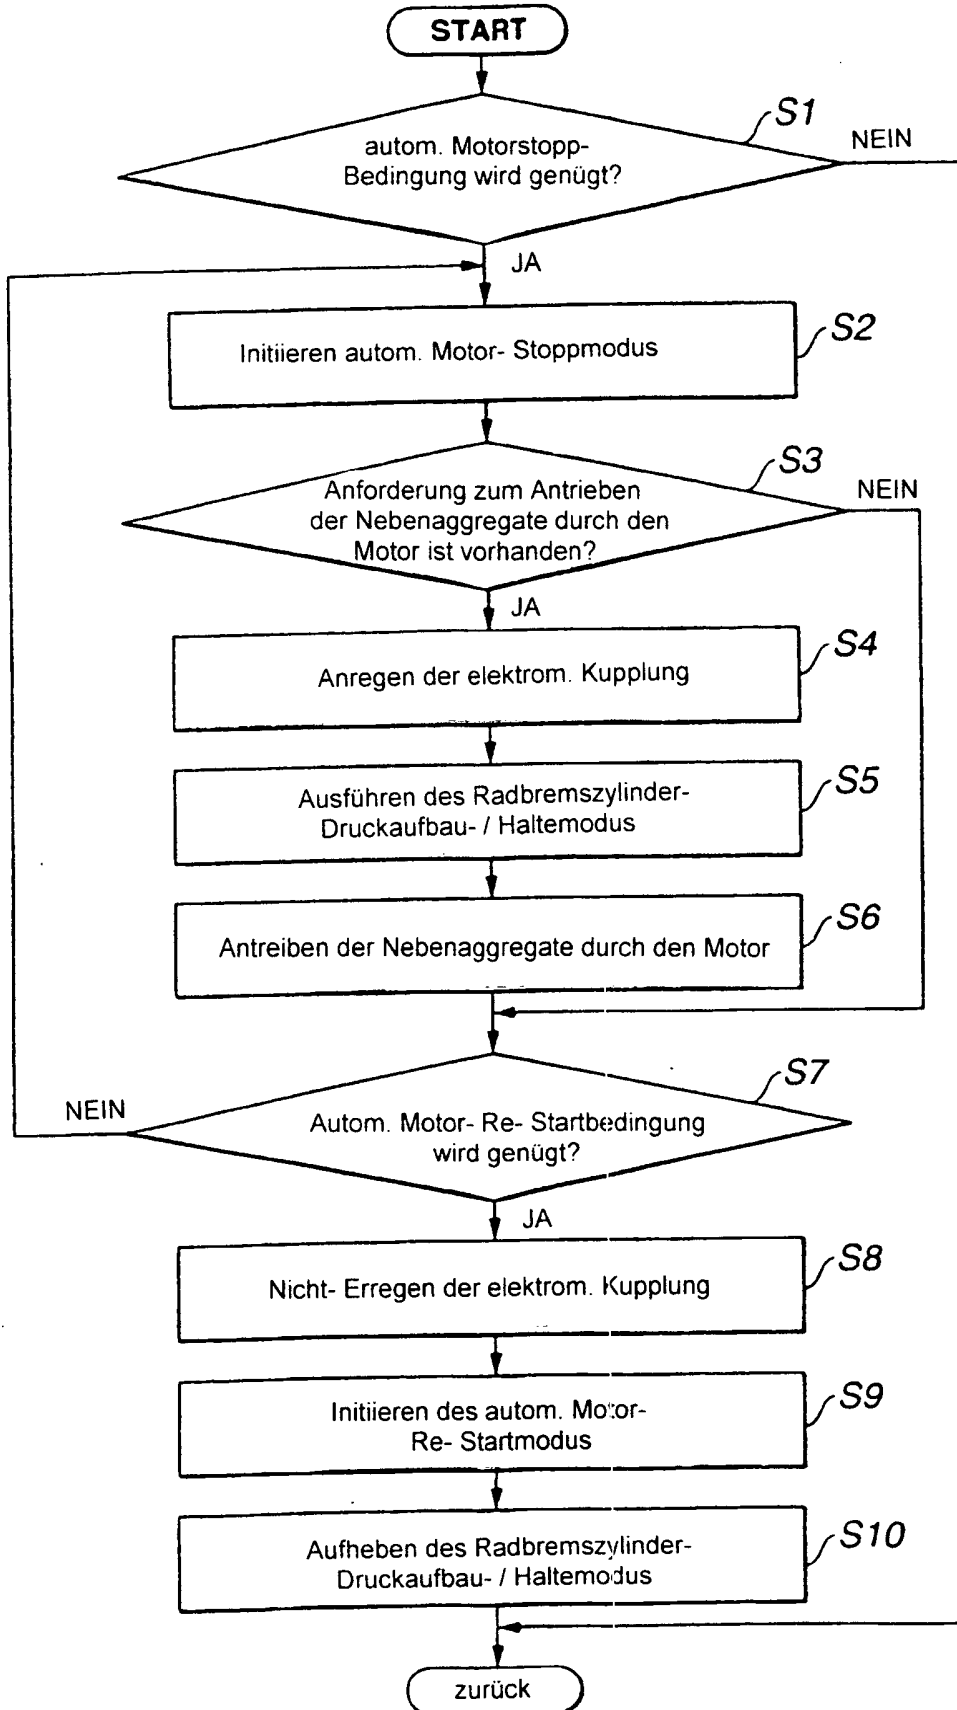 START
S1
NEIN
autom. Motorstopp-
Bedingung wird genügt?
JA
S2
Initiieren autom. Motor- Stoppmodus
S3
NEIN
Anforderung zum Antrieben
der Nebenaggregate durch den
Motor ist vorhanden?
JA
S4
Anregen der elektrom. Kupplung
S5
Ausführen des Radbremszylinder-
Druckaufbau- / Haltemodus
S6
Antreiben der Nebenaggregate durch den Motor
S7
NEIN
Autom. Motor- Re- Startbedingung
wird genügt?
JA
S8
Nicht- Erregen der elektrom. Kupplung
S9
Initiieren des autom. Motor-
Re- Startmodus
S10
Aufheben des Radbremszylinder-
Druckaufbau- / Haltemodus
zurück